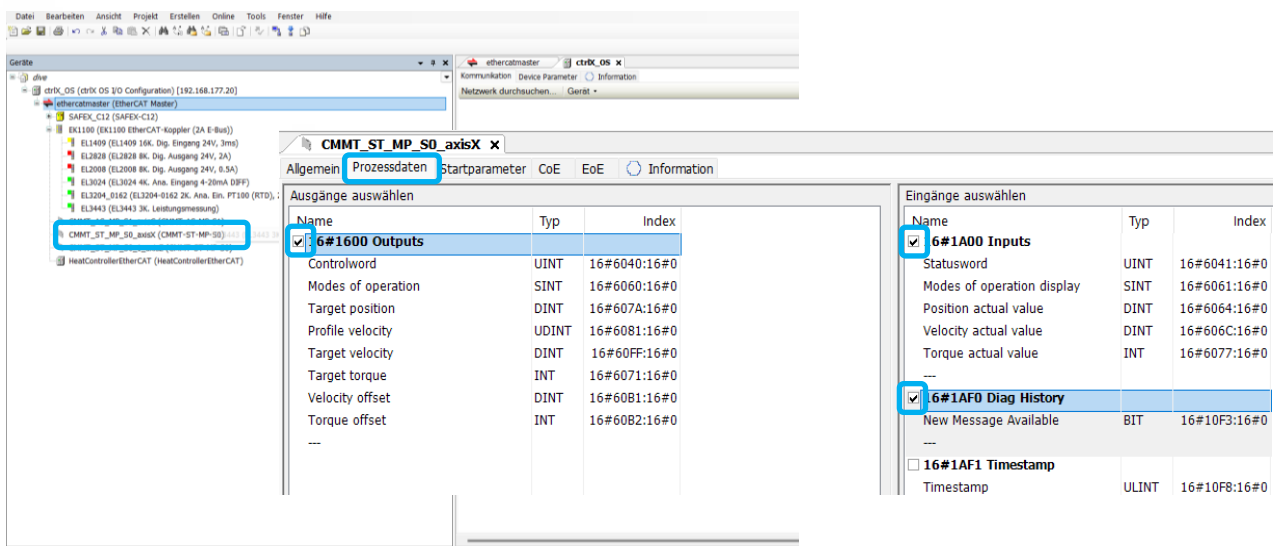 Datei Bearbeiten Ansicht Projekt Erstellen Online Tools Fenster Hilfe
Geräte
dive
ctrlX_OS (ctrlX OS I/O Configuration) [192.168.177.20]
ethercatmaster (EtherCAT Master)
SAFEX_C12 (SAFEX-C12)
EK1100 (EK1100 EtherCAT-Koppler (2A E-Bus))
EL1409 (EL1409 16K. Dig. Eingang 24V, 3ms)
EL2828 (EL2828 8K. Dig. Ausgang 24V, 2A)
EL2008 (EL2008 8K. Dig. Ausgang 24V, 0.5A)
EL3024 (EL3024 4K. Ana. Eingang 4-20mA DIFF)
EL3204_0162 (EL3204-0162 2K. Ana. Ein. PT100 (RTD),
EL3443 (EL3443 3K. Leistungsmessung)
CMMT_ST_MP_S0_axisX (CMMT-ST-MP-S0)
HeatControllerEtherCAT (HeatControllerEtherCAT)
ethercatmaster ctrlX_OS x
Kommunikation Device Parameter Information
Netzwerk durchsuchen... Gerät
CMMT_ST_MP_S0_axisX x
Allgemein Prozessdaten Startparameter CoE EoE Information
Ausgänge auswählen
Name Typ Index
16#1600 Outputs
Controlword UINT 16#6040:16#0
Modes of operation SINT 16#6060:16#0
Target position DINT 16#607A:16#0
Profile velocity UDINT 16#6081:16#0
Target velocity DINT 16#60FF:16#0
Target torque INT 16#6071:16#0
Velocity offset DINT 16#60B1:16#0
Torque offset INT 16#60B2:16#0
---
Eingänge auswählen
Name Typ Index
16#1A00 Inputs
Statusword UINT 16#6041:16#0
Modes of operation display SINT 16#6061:16#0
Position actual value DINT 16#6064:16#0
Velocity actual value DINT 16#606C:16#0
Torque actual value INT 16#6077:16#0
---
16#1AF0 Diag History
New Message Available BIT 16#10F3:16#0
---
16#1AF1 Timestamp
Timestamp ULINT 16#10F8:16#0